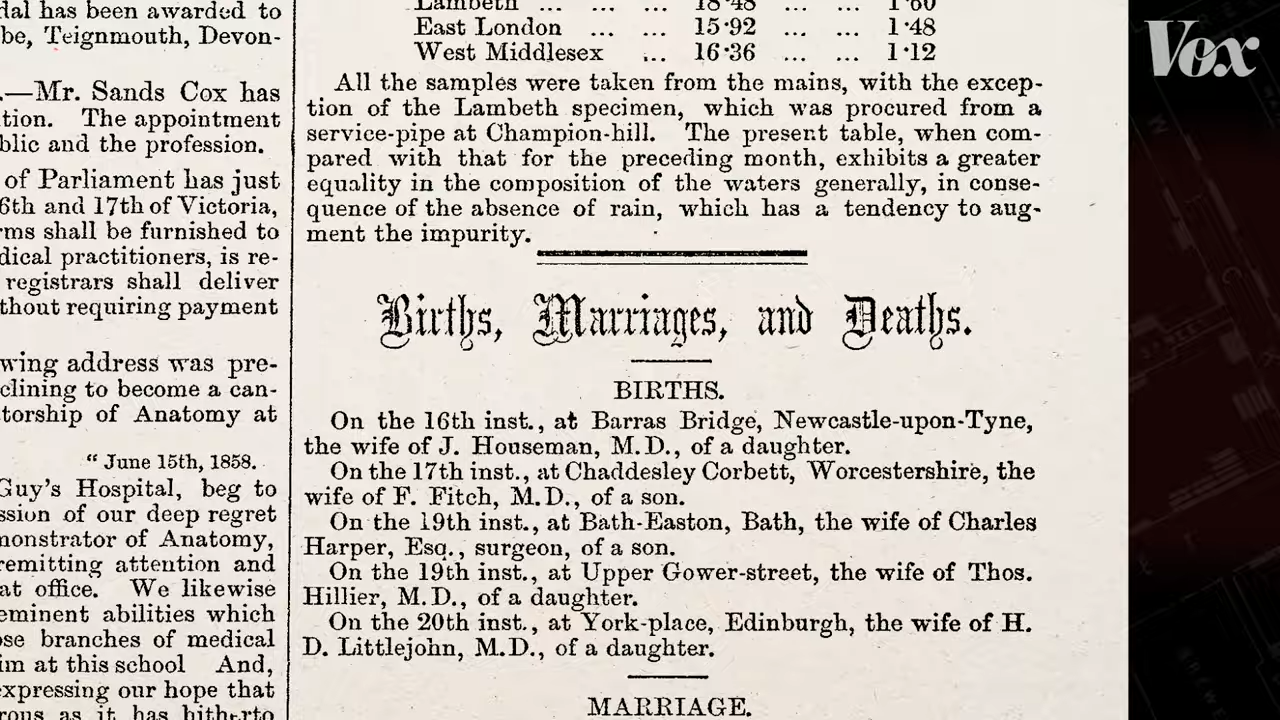 dal has been awarded to
be, Teignmouth, Devon-
.—Mr. Sands Cox has
tion. The appointment
blic and the profession.
of Parliament has just
6th and 17th of Victoria,
rms shall be furnished to
dical practitioners, is re-
registrars shall deliver
thout requiring payment
wing address was pre-
clining to become a can-
torship of Anatomy at
“ June 15th, 1858.
Guy's Hospital, beg to
ssion of our deep regret
monstrator of Anatomy,
remitting attention and
at office. We likewise
eminent abilities which
ose branches of medical
im at this school And,
expressing our hope that
rous as it has hitherto
Lambeth ... ... ... 18·48 ... ... 1·60
East London ... ... 15·92 ... ... 1·48
West Middlesex ... 16·36 ... ... 1·12
All the samples were taken from the mains, with the excep-
tion of the Lambeth specimen, which was procured from a
service-pipe at Champion-hill. The present table, when com-
pared with that for the preceding month, exhibits a greater
equality in the composition of the waters generally, in conse-
quence of the absence of rain, which has a tendency to aug-
ment the impurity.
Births, Marriages, and Deaths.
BIRTHS.
On the 16th inst., at Barras Bridge, Newcastle-upon-Tyne,
the wife of J. Houseman, M.D., of a daughter.
On the 17th inst., at Chaddesley Corbett, Worcestershire, the
wife of F. Fitch, M.D., of a son.
On the 19th inst., at Bath-Easton, Bath, the wife of Charles
Harper, Esq., surgeon, of a son.
On the 19th inst., at Upper Gower-street, the wife of Thos.
Hillier, M.D., of a daughter.
On the 20th inst., at York-place, Edinburgh, the wife of H.
D. Littlejohn, M.D., of a daughter.
MARRIAGE.
Vox